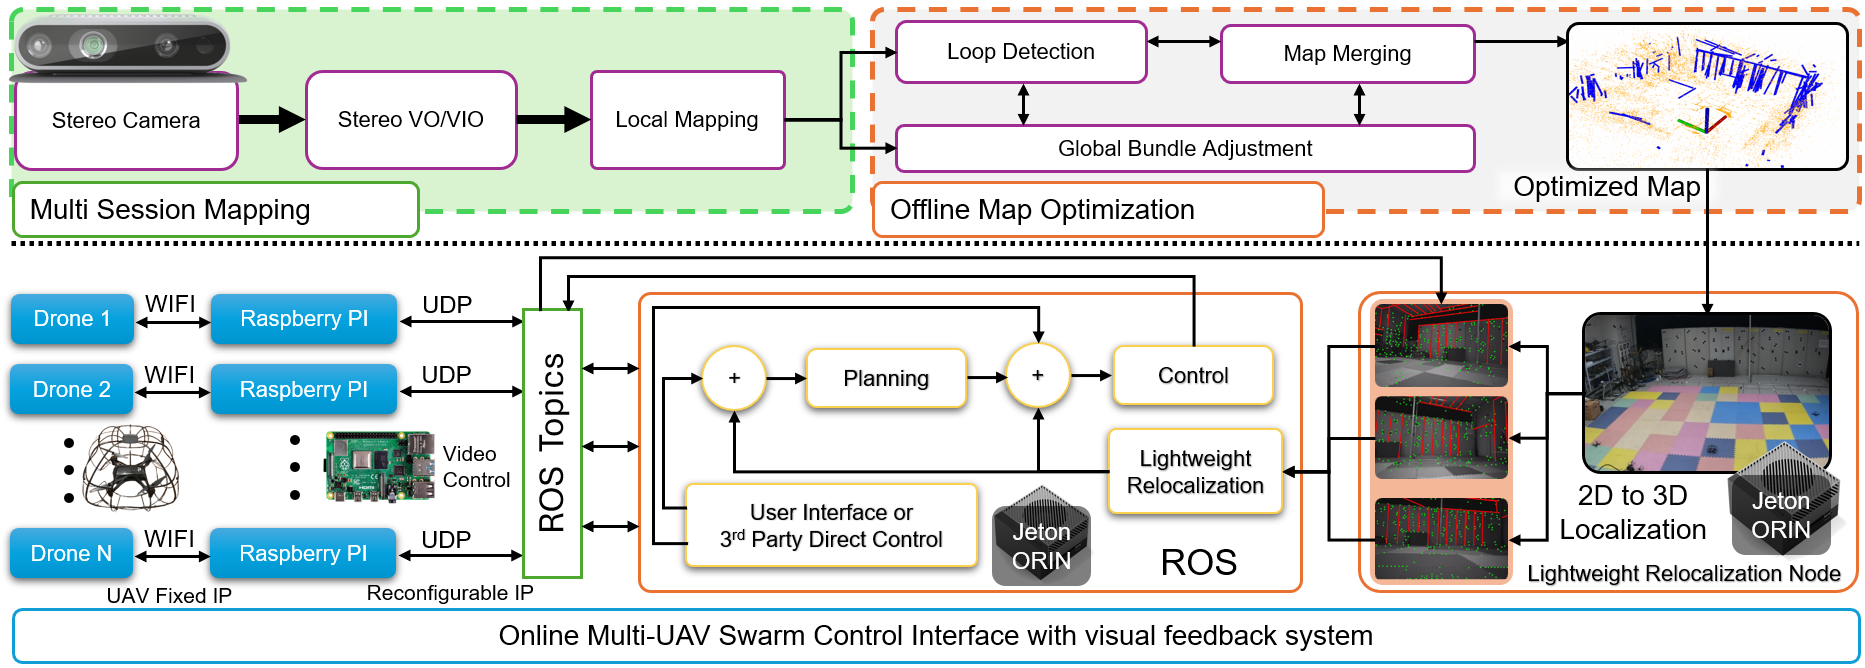 Stereo Camera
Stereo VO/VIO
Local Mapping
Multi Session Mapping
Loop Detection
Map Merging
Global Bundle Adjustment
Offline Map Optimization
Optimized Map
Drone 1
WIFI
Raspberry PI
UDP
Drone 2
WIFI
Raspberry PI
UDP
Video
Control
Drone N
WIFI
Raspberry PI
UDP
UAV Fixed IP
Reconfigurable IP
ROS Topics
+
Planning
+
Control
Lightweight
Relocalization
User Interface or
3rd Party Direct Control
Jeton
ORIN
ROS
2D to 3D
Localization
Jeton
ORIN
Lightweight Relocalization Node
Online Multi-UAV Swarm Control Interface with visual feedback system